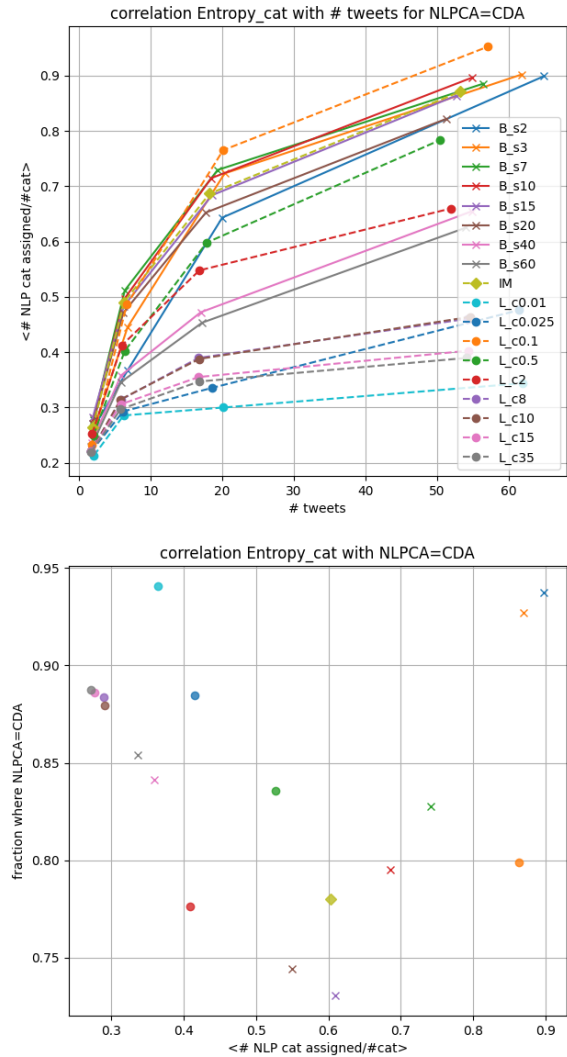 correlation Entropy_cat with # tweets for NLPCA=CDA
0.9
0.8
0.7
0.6
0.5
0.4
0.3
0.2
<# NLP cat assigned/#cat>
B_s2
B_s3
B_s7
B_s10
B_s15
B_s20
B_s40
B_s60
IM
L_c0.01
L_c0.025
L_c0.1
L_c0.5
L_c2
L_c8
L_c10
L_c15
L_c35
0 10 20 30 40 50 60
# tweets
correlation Entropy_cat with NLPCA=CDA
0.95
0.90
0.85
0.80
0.75
fraction where NLPCA=CDA
0.3 0.4 0.5 0.6 0.7 0.8 0.9
<# NLP cat assigned/#cat>